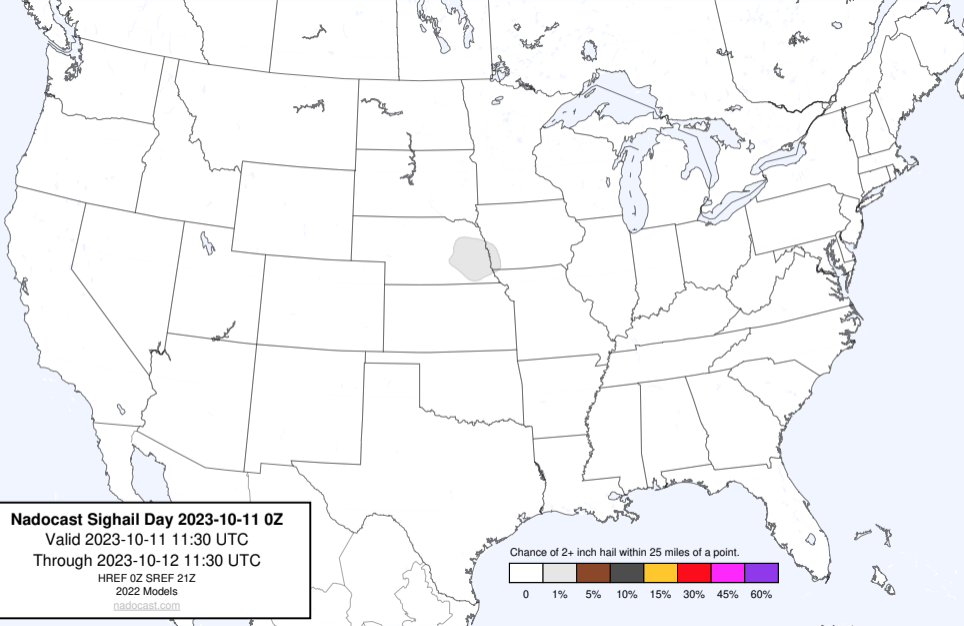 Nadocast Sighail Day 2023-10-11 0Z
Valid 2023-10-11 11:30 UTC
Through 2023-10-12 11:30 UTC
HREF 0Z SREF 21Z
2022 Models
nadocast.com
Chance of 2+ inch hail within 25 miles of a point.
0 1% 5% 10% 15% 30% 45% 60%